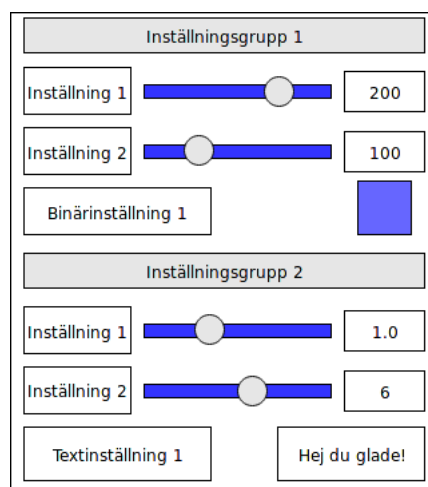 Inställningsgrupp 1
Inställning 1 200
Inställning 2 100
Binärinställning 1
Inställningsgrupp 2
Inställning 1 1.0
Inställning 2 6
Textinställning 1 Hej du glade!